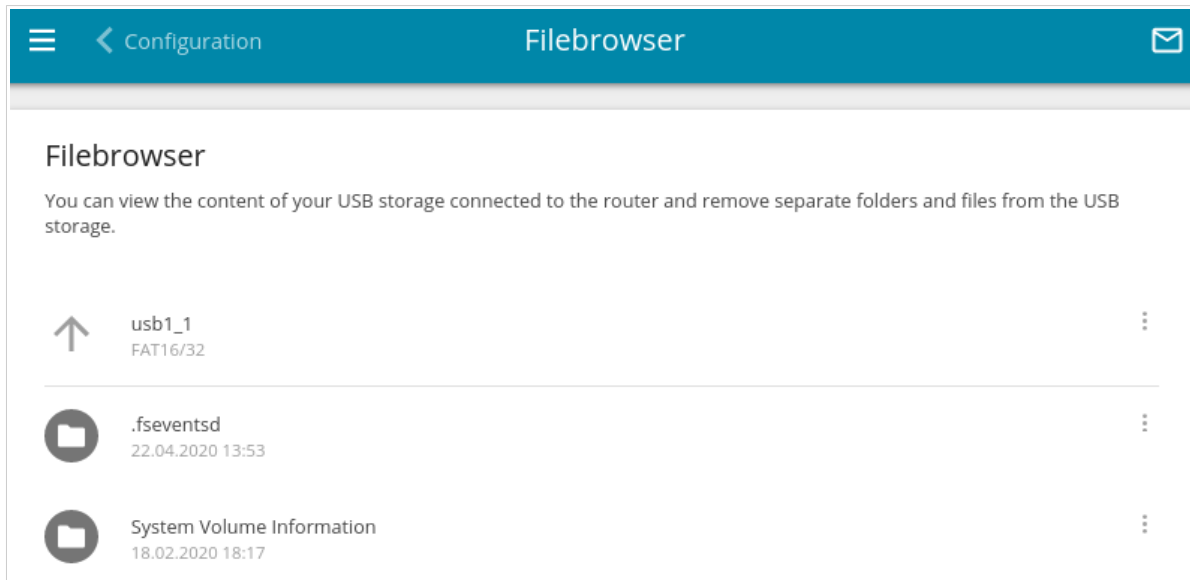 Configuration
Filebrowser
Filebrowser
You can view the content of your USB storage connected to the router and remove separate folders and files from the USB
storage.
usb1_1
FAT16/32
.fseventsd
22.04.2020 13:53
System Volume Information
18.02.2020 18:17